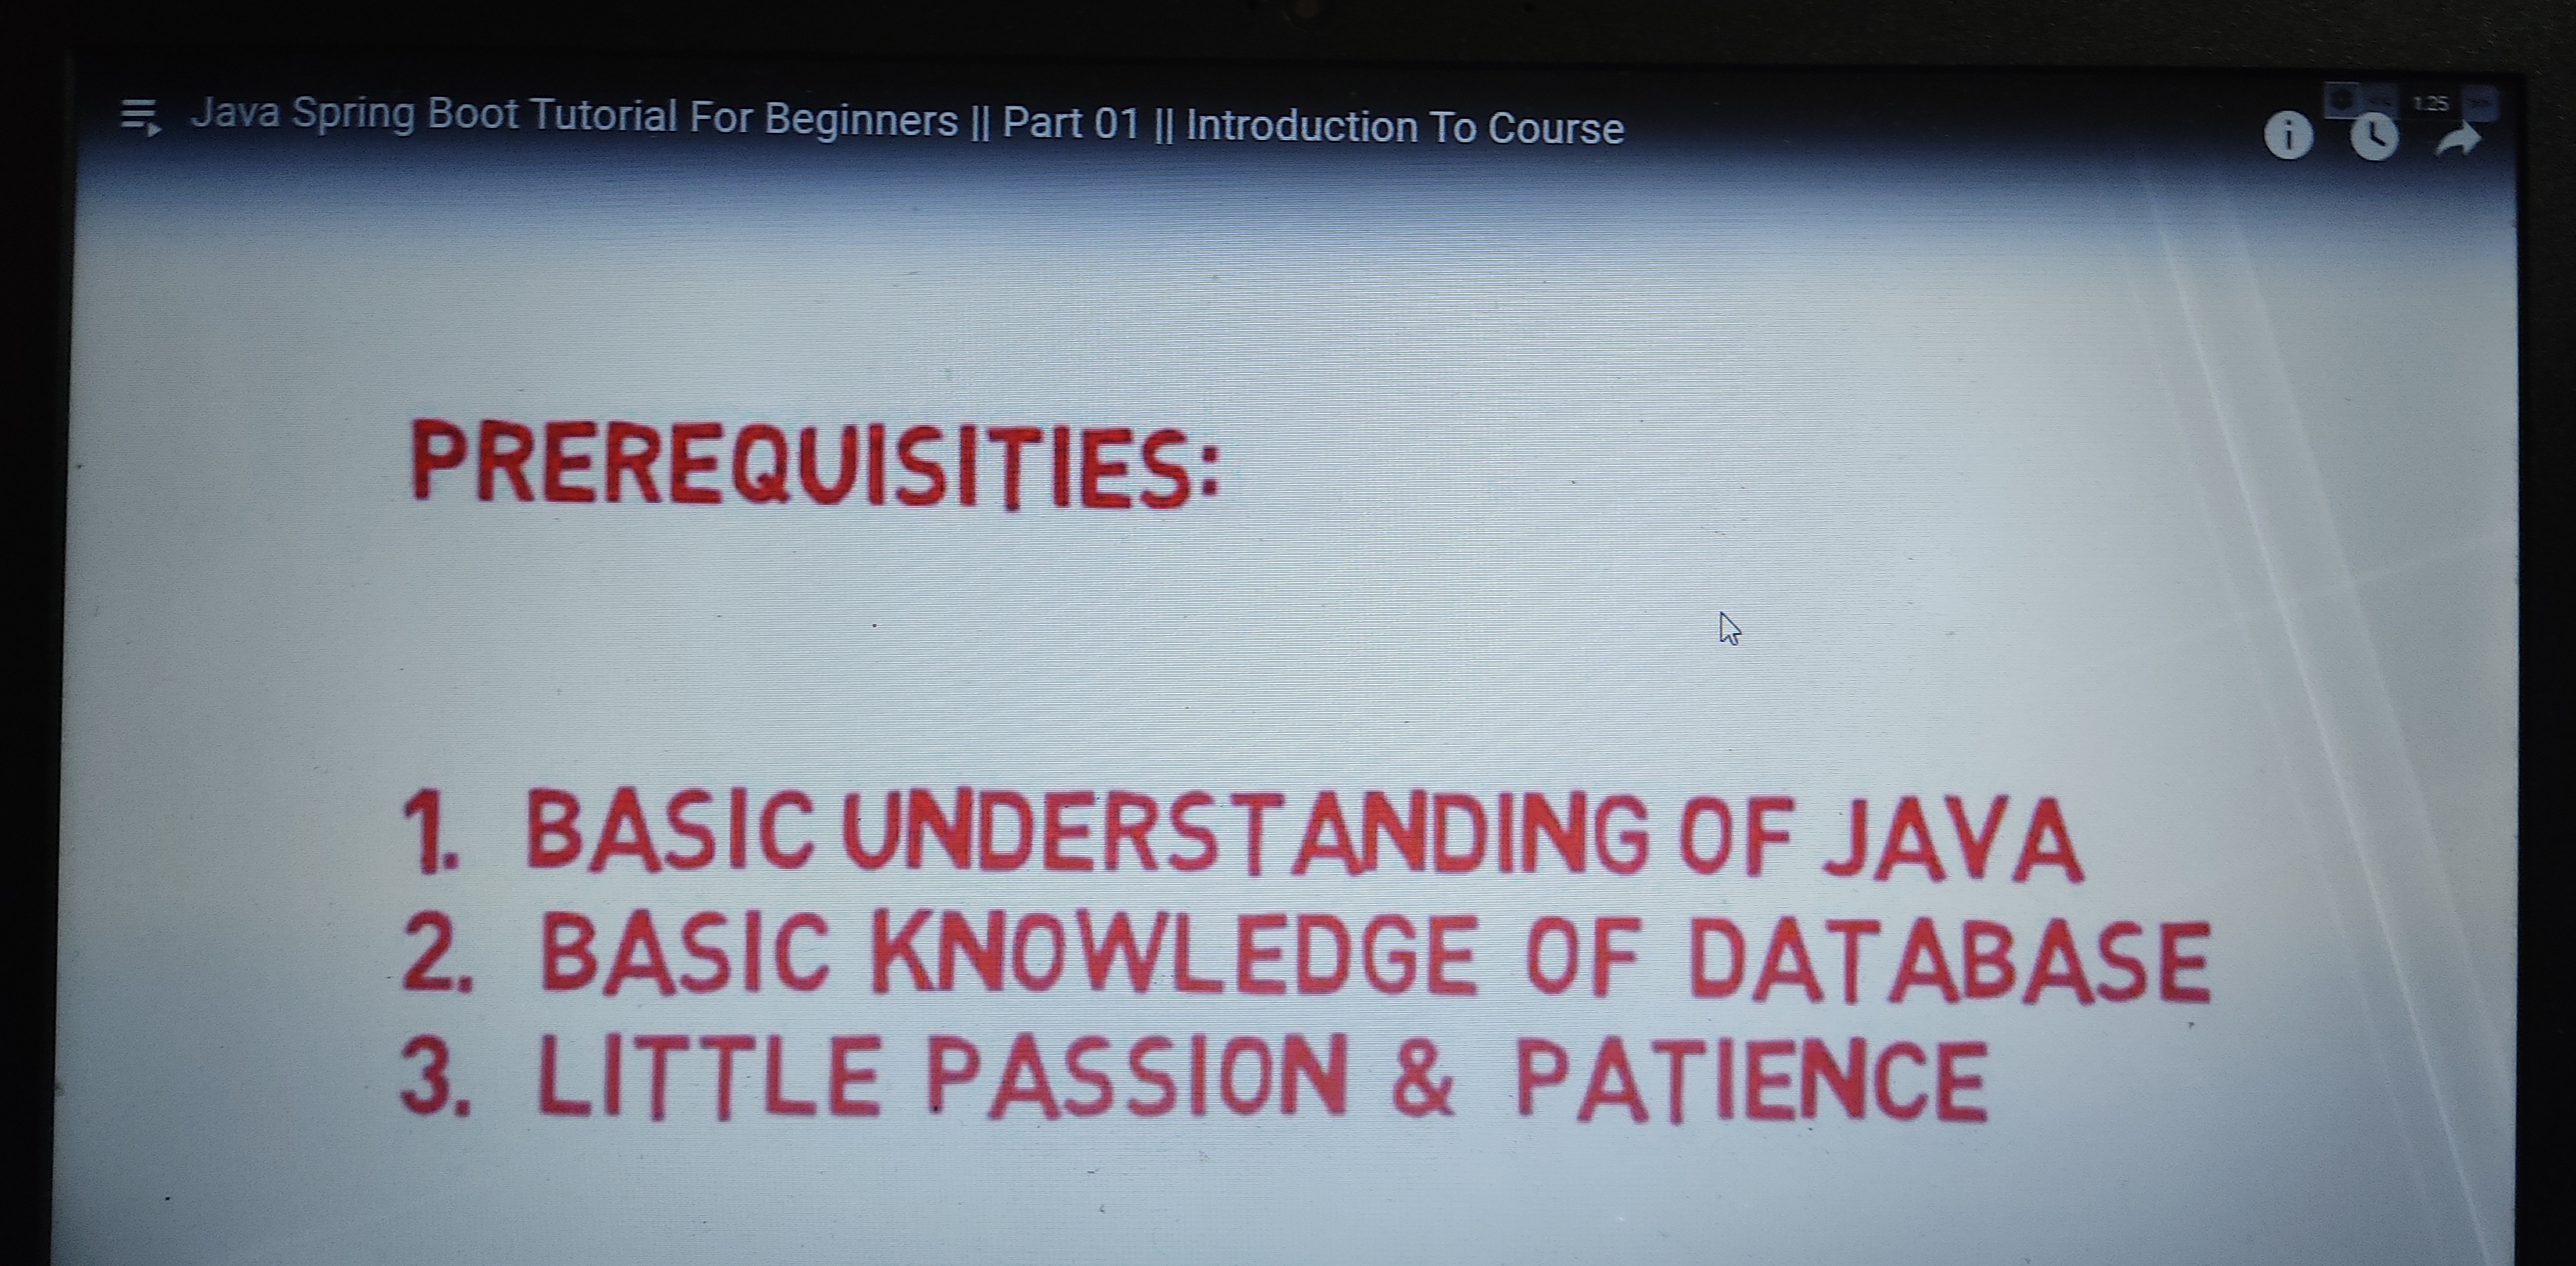 Java Spring Boot Tutorial For Beginners || Part 01 || Introduction To Course
1.25
PREREQUISITIES:
1. BASIC UNDERSTANDING OF JAVA
2. BASIC KNOWLEDGE OF DATABASE
3. LITTLE PASSION & PATIENCE